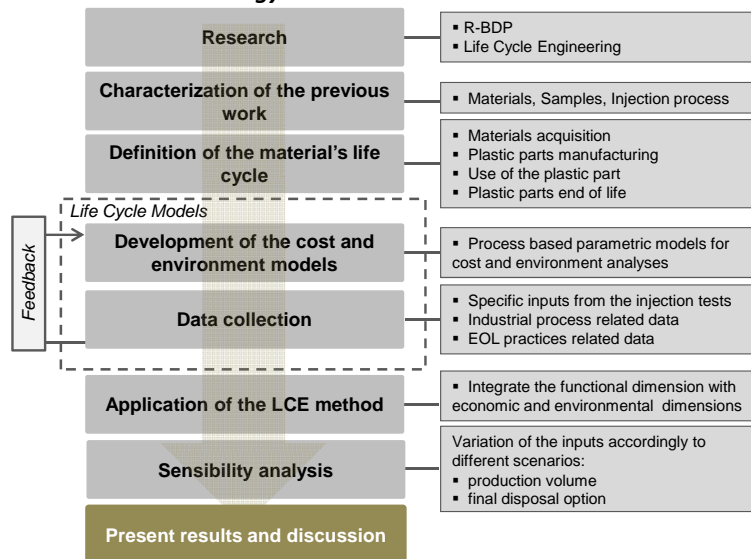 Research
▪ R-BDP
▪ Life Cycle Engineering
Characterization of the previous
work
▪ Materials, Samples, Injection process
Definition of the material's life
cycle
▪ Materials acquisition
▪ Plastic parts manufacturing
▪ Use of the plastic part
▪ Plastic parts end of life
Life Cycle Models
Feedback
Development of the cost and
environment models
▪ Process based parametric models for
cost and environment analyses
Data collection
▪ Specific inputs from the injection tests
▪ Industrial process related data
▪ EOL practices related data
Application of the LCE method
▪ Integrate the functional dimension with
economic and environmental dimensions
Sensibility analysis
Variation of the inputs accordingly to
different scenarios:
▪ production volume
▪ final disposal option
Present results and discussion